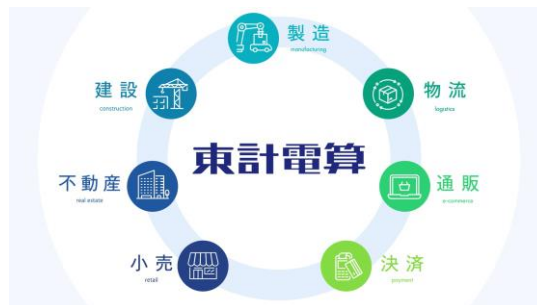 製造
manufacturing
建設
construction
物流
logistics
東計電算
不動産
real estate
通販
e-commerce
小売
retail
決済
payment